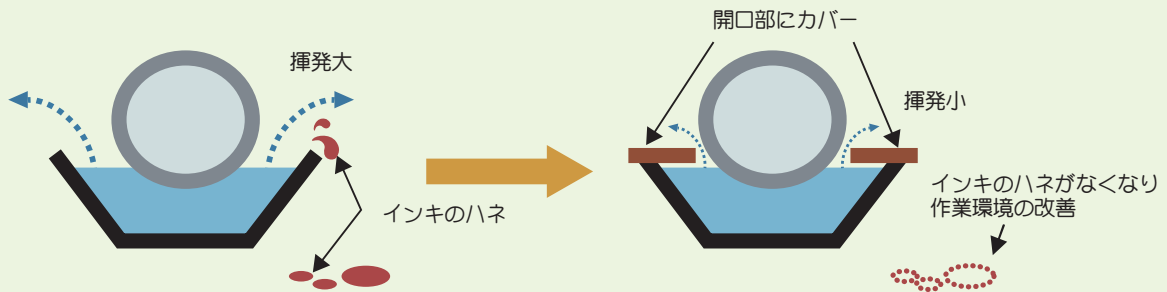 揮発大
インキのハネ
開口部にカバー
揮発小
インキのハネがなくなり
作業環境の改善